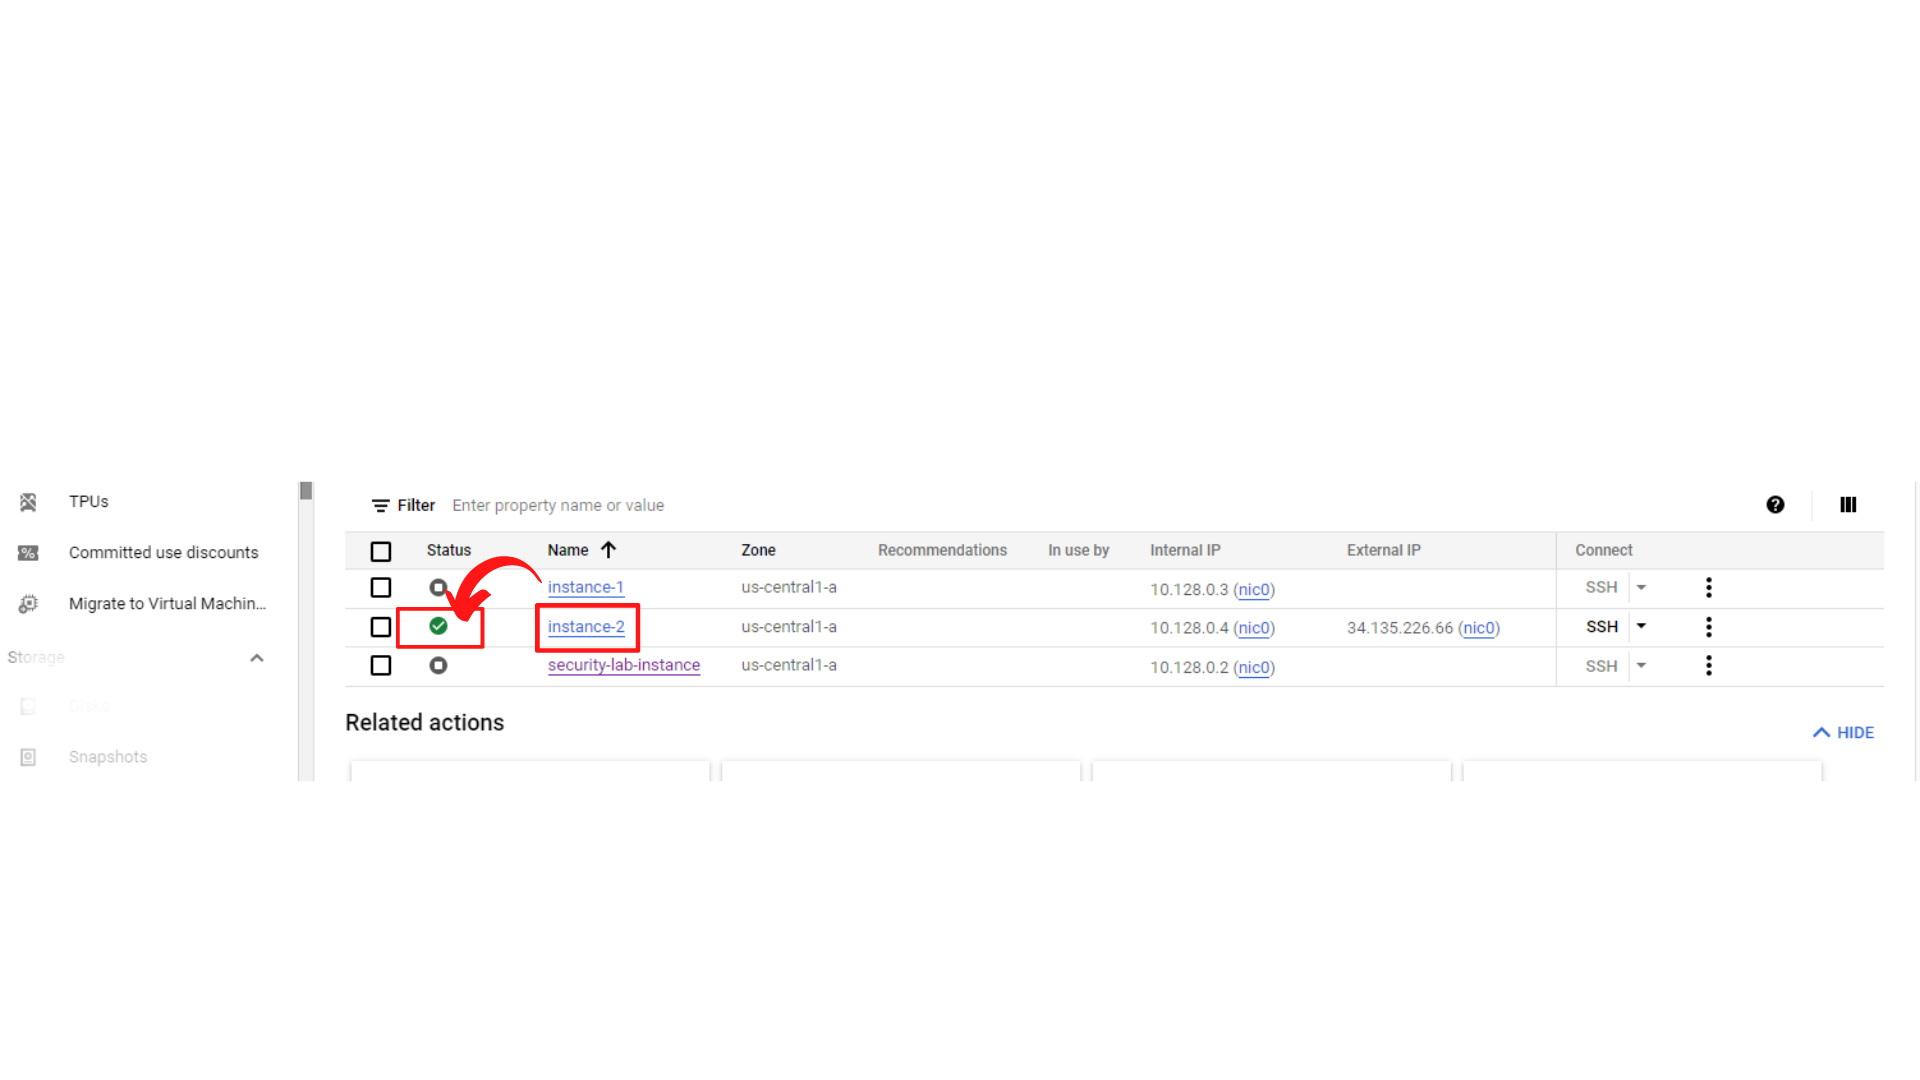 TPUs
Committed use discounts
Migrate to Virtual Machin...
Storage
Disks
Snapshots
Filter Enter property name or value
Status Name Zone Recommendations In use by Internal IP External IP Connect
instance-1 us-central1-a 10.128.0.3 (nic0) SSH
instance-2 us-central1-a 10.128.0.4 (nic0) 34.135.226.66 (nic0) SSH
security-lab-instance us-central1-a 10.128.0.2 (nic0) SSH
Related actions
HIDE